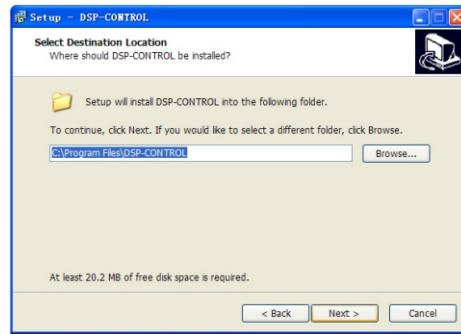 Setup - DSP-CONTROL
Select Destination Location
Where should DSP-CONTROL be installed?
Setup will install DSP-CONTROL into the following folder.
To continue, click Next. If you would like to select a different folder, click Browse.
C:\Program Files\DSP-CONTROL
Browse...
At least 20.2 MB of free disk space is required.
< Back
Next >
Cancel